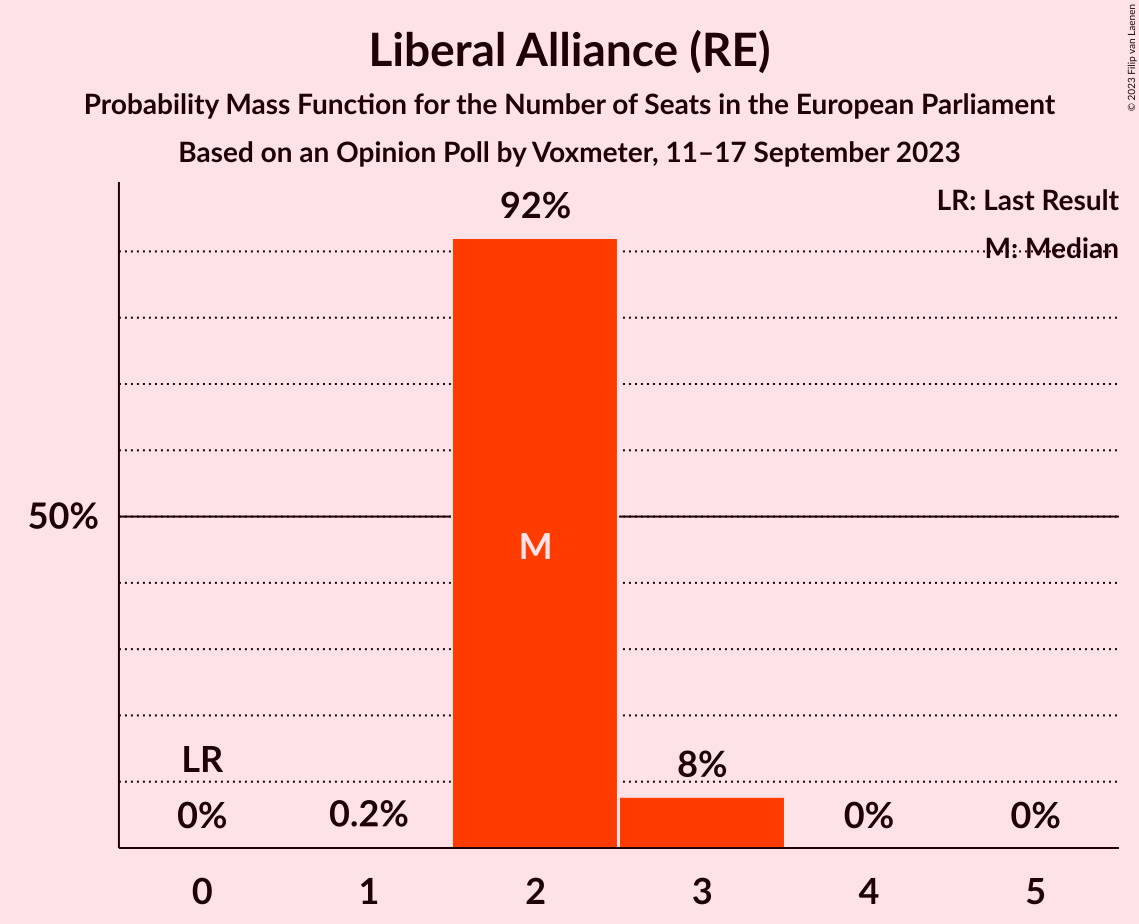 Liberal Alliance (RE)
Probability Mass Function for the Number of Seats in the European Parliament
Based on an Opinion Poll by Voxmeter, 11–17 September 2023
© 2023 Filip van Laenen
LR: Last Result
M: Median
92%
50%
M
LR
8%
0%
0.2%
0%
0%
0
1
2
3
4
5